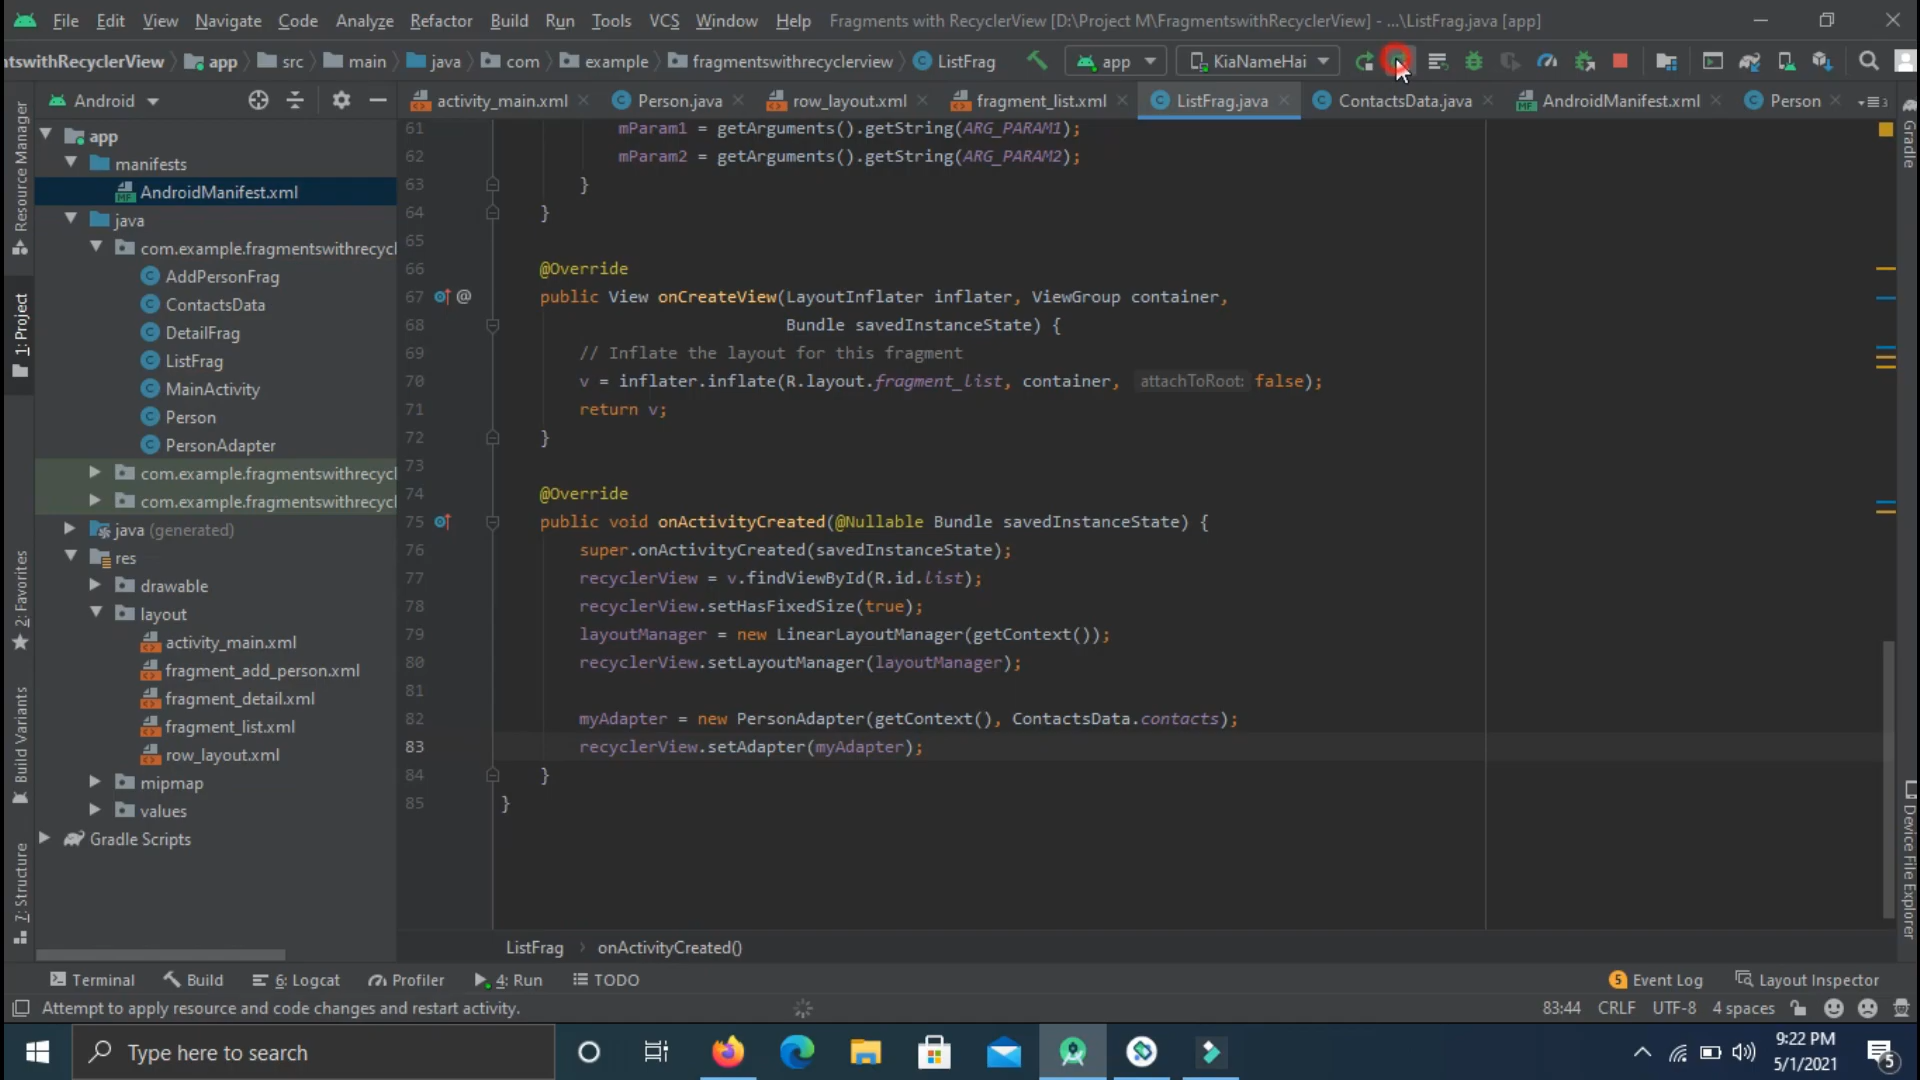 File Edit View Navigate Code Analyze Refactor Build Run Tools VCS Window Help Fragments with RecyclerView [D:\Project M\FragmentswithRecyclerView] - ...\ListFrag.java [app]
ntswithRecyclerView app src main java com example fragmentswithrecyclerview ListFrag app KiaNameHai
Android activity_main.xml Person.java row_layout.xml fragment_list.xml ListFrag.java ContactsData.java AndroidManifest.xml Person 3
Resource Manager
1: Project
2: Favorites
Build Variants
7: Structure
app
manifests
AndroidManifest.xml
java
com.example.fragmentswithrecycl
AddPersonFrag
ContactsData
DetailFrag
ListFrag
MainActivity
Person
PersonAdapter
com.example.fragmentswithrecycl
com.example.fragmentswithrecycl
java (generated)
res
drawable
layout
activity_main.xml
fragment_add_person.xml
fragment_detail.xml
fragment_list.xml
row_layout.xml
mipmap
values
Gradle Scripts
61 mParam1 = getArguments().getString(ARG_PARAM1);
62 mParam2 = getArguments().getString(ARG_PARAM2);
63 }
64 }
65
66 @Override
67 @ public View onCreateView(LayoutInflater inflater, ViewGroup container,
68 Bundle savedInstanceState) {
69 // Inflate the layout for this fragment
70 v = inflater.inflate(R.layout.fragment_list, container, attachToRoot: false);
71 return v;
72 }
73
74 @Override
75 public void onActivityCreated(@Nullable Bundle savedInstanceState) {
76 super.onActivityCreated(savedInstanceState);
77 recyclerView = v.findViewById(R.id.list);
78 recyclerView.setHasFixedSize(true);
79 layoutManager = new LinearLayoutManager(getContext());
80 recyclerView.setLayoutManager(layoutManager);
81
82 myAdapter = new PersonAdapter(getContext(), ContactsData.contacts);
83 recyclerView.setAdapter(myAdapter);
84 }
85 }
Gradle
Device File Explorer
ListFrag onActivityCreated()
Terminal Build 6: Logcat Profiler 4: Run TODO 5 Event Log Layout Inspector
Attempt to apply resource and code changes and restart activity. 83:44 CRLF UTF-8 4 spaces
Type here to search
9:22 PM
5/1/2021
5